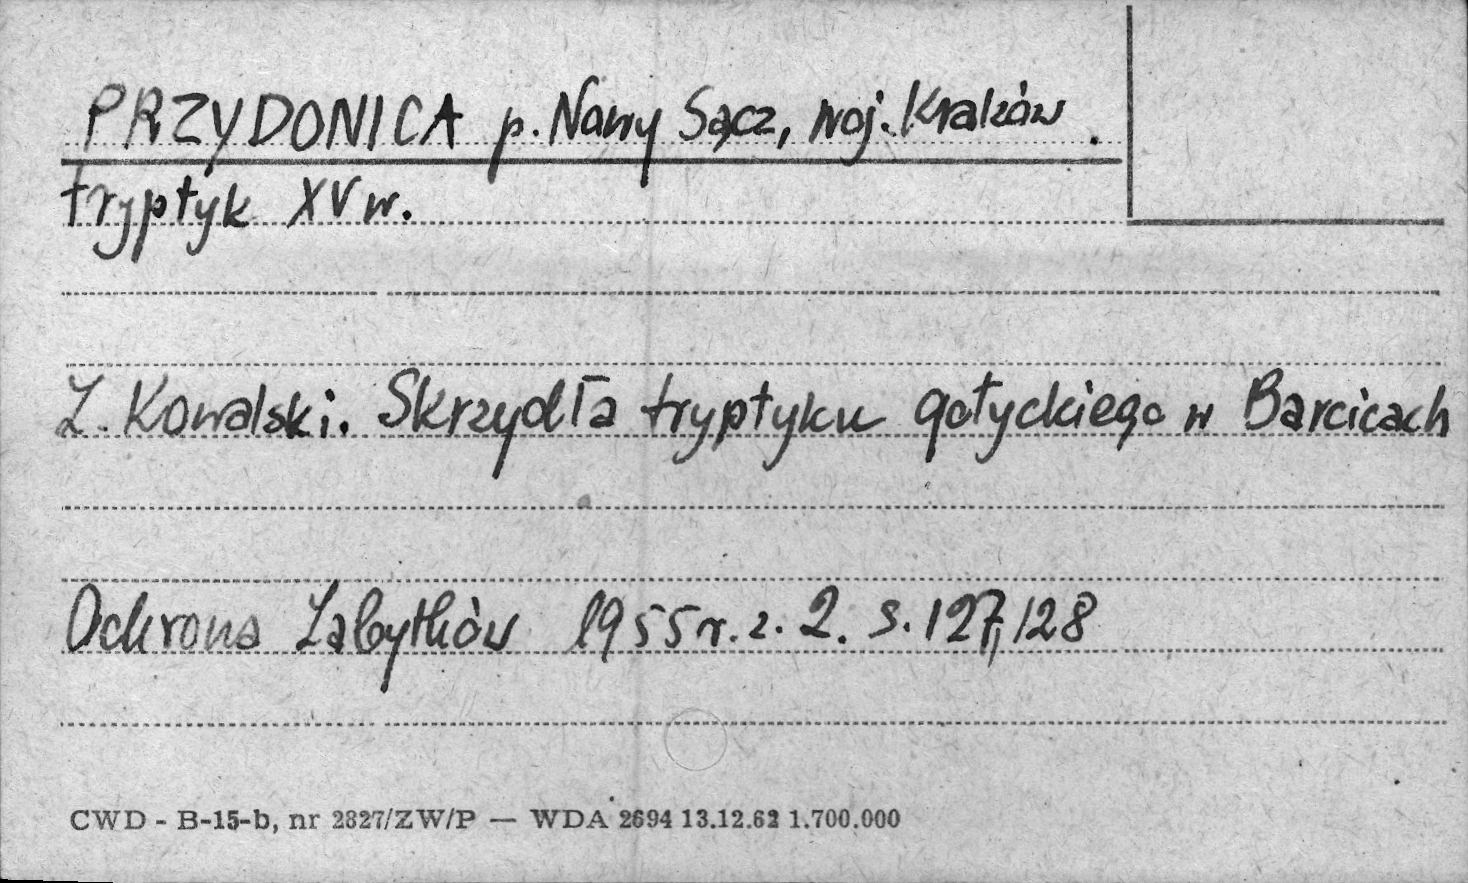 PRZYDONICA p. Nowy Sącz, woj. Kraków.
tryptyk XV w.
Z. Kowalski. Skrzydła tryptyku gotyckiego w Barcicach
Ochrona Zabytków 1955 r. z. 2. s. 127, 128
CWD - B-15-b, nr 2827/ZW/P — WDA 2694 13.12.62 1.700.000